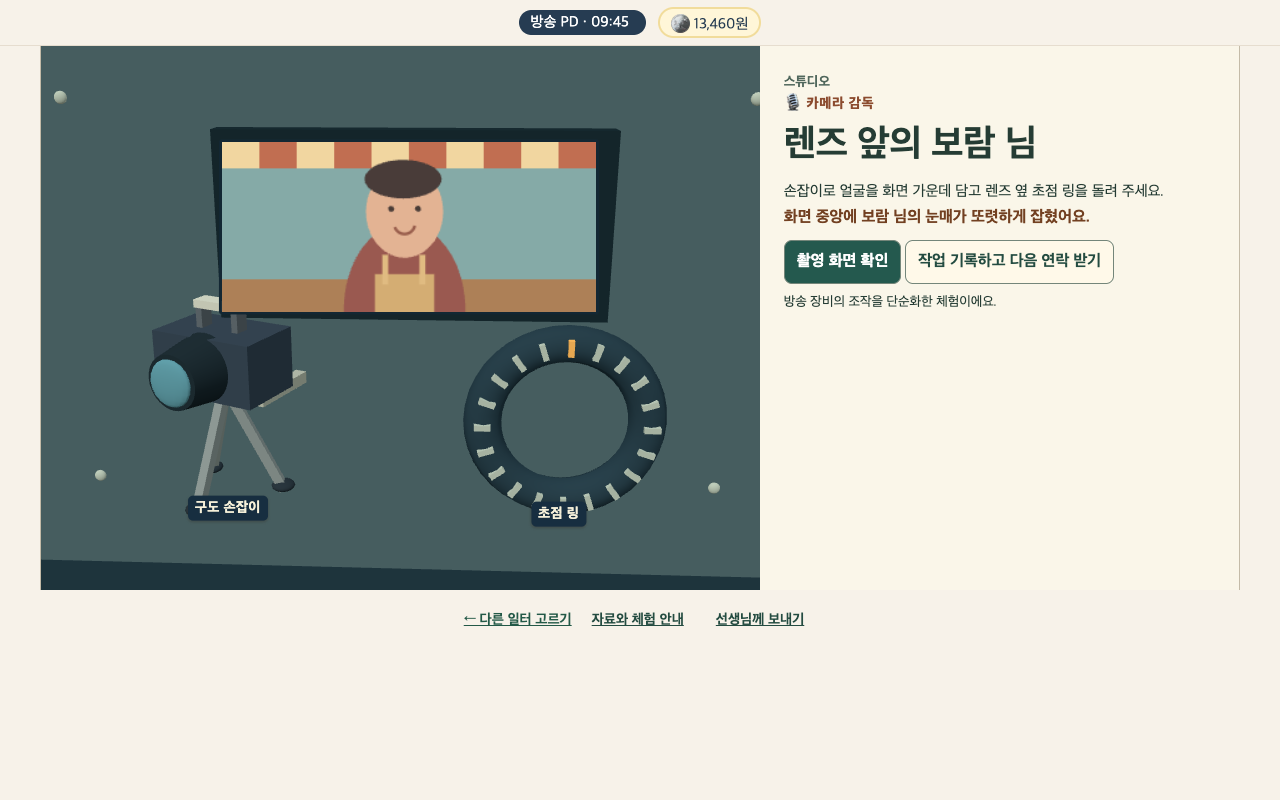 방송 PD · 09:45
13,460원
스튜디오
카메라 감독
렌즈 앞의 보람 님
손잡이로 얼굴을 화면 가운데 담고 렌즈 옆 초점 링을 돌려 주세요.
화면 중앙에 보람 님의 눈매가 또렷하게 잡혔어요.
촬영 화면 확인
작업 기록하고 다음 연락 받기
방송 장비의 조작을 단순화한 체험이에요.
구도 손잡이
초점 링
← 다른 일터 고르기
자료와 체험 안내
선생님께 보내기